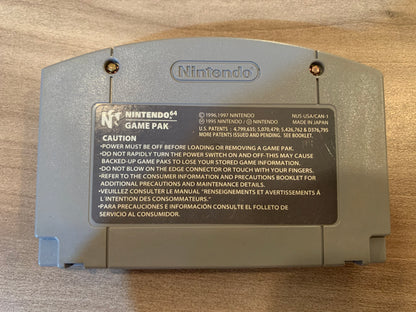 Nintendo
NINTENDO64
GAME PAK
©1996,1997 NINTENDO
NUS-USA/CAN-1
Ⓜ1995 NINTENDO / Ⓓ NINTENDO
MADE IN JAPAN
U.S. PATENTS : 4,799,635; 5,070,479; 5,426,762 & D376,795
MORE PATENTS ISSUED AND PENDING. SEE BOOKLET.
CAUTION
•POWER MUST BE OFF BEFORE LOADING OR REMOVING A GAME PAK.
•DO NOT RAPIDLY TURN THE POWER SWITCH ON AND OFF-THIS MAY CAUSE
BACKED-UP GAME PAKS TO LOSE YOUR STORED GAME INFORMATION.
•DO NOT BLOW ON THE EDGE CONNECTOR OR TOUCH WITH YOUR FINGERS.
•REFER TO THE CONSUMER INFORMATION AND PRECAUTIONS BOOKLET FOR
ADDITIONAL PRECAUTIONS AND MAINTENANCE DETAILS.
•VEUILLEZ CONSULTER LE MANUEL "RENSEIGNEMENTS ET AVERTISSEMENTS À
L'INTENTION DES CONSOMMATEURS."
•PARA PRECAUCIONES E INFORMACIÓN CONSULTE EL FOLLETO DE
SERVICIO AL CONSUMIDOR.